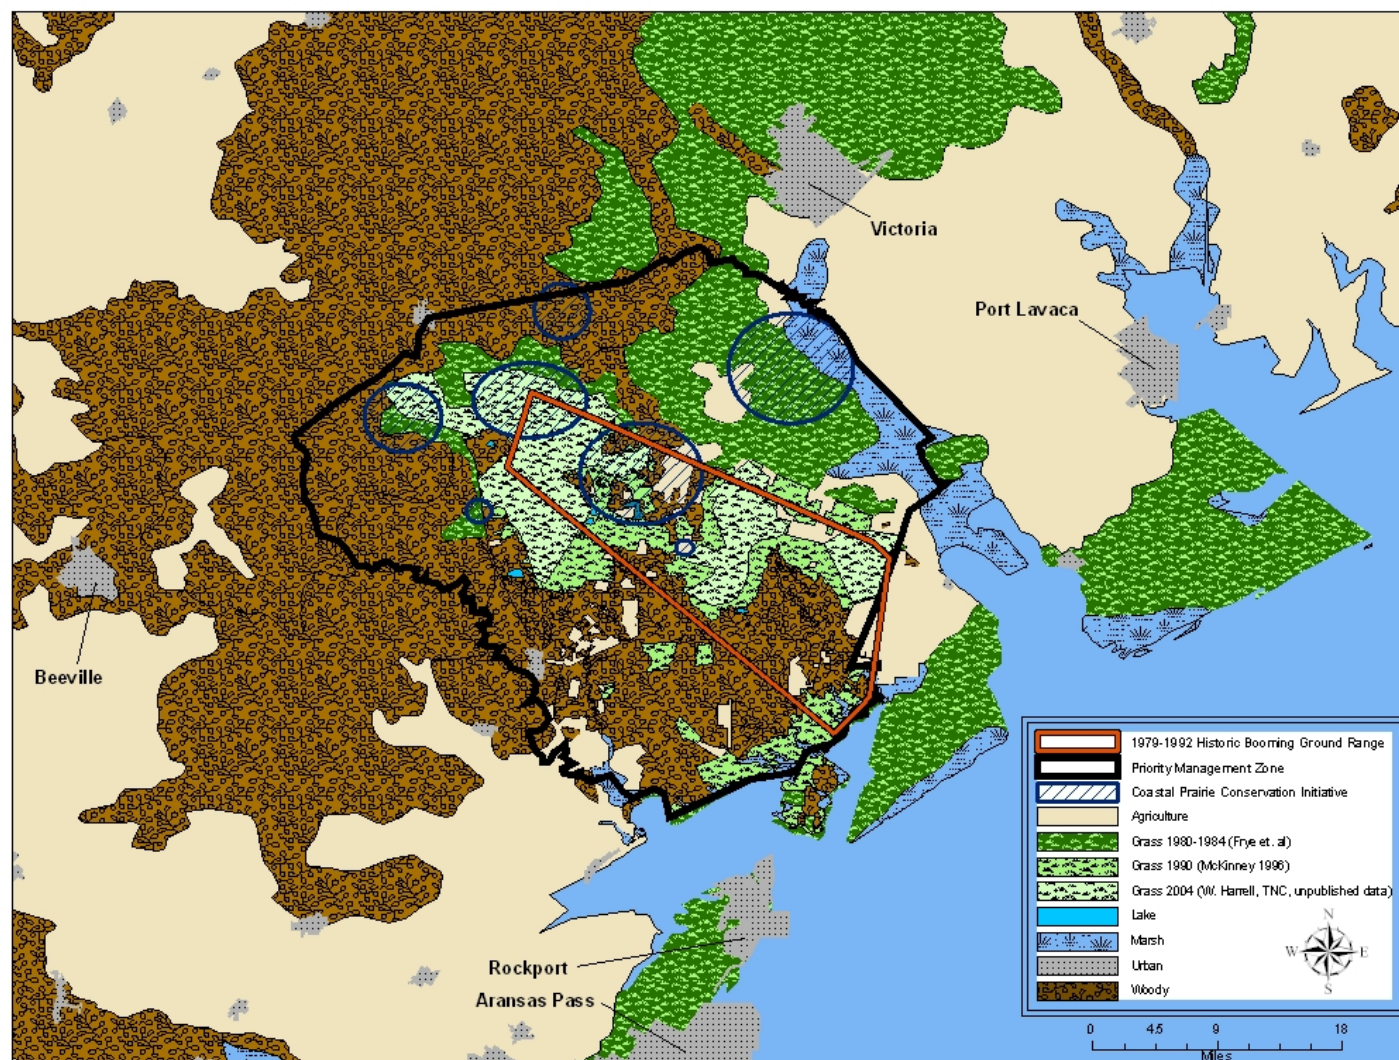 Victoria
Port Lavaca
Beeville
Rockport
Aransas Pass
1979-1992 Historic Booming Ground Range
Priority Management Zone
Coastal Prairie Conservation Initiative
Agriculture
Grass 1980-1984 (Frye et. al)
Grass 1990 (McKinney 1996)
Grass 2004 (W. Harrell, TNC, unpublished data)
Lake
Marsh
Urban
Woody
N
W E
S
0 4.5 9 18
Miles